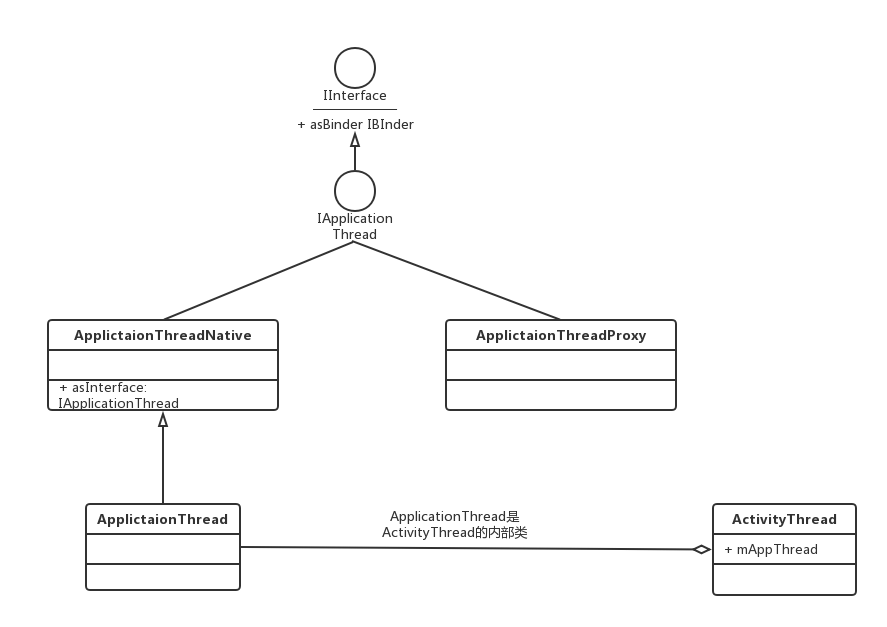 IInterface
+ asBinder IBInder
IApplication
Thread
ApplictaionThreadNative
+ asInterface:
IApplicationThread
ApplictaionThreadProxy
ApplictaionThread
ApplicationThread是
ActivityThread的内部类
ActivityThread
+ mAppThread